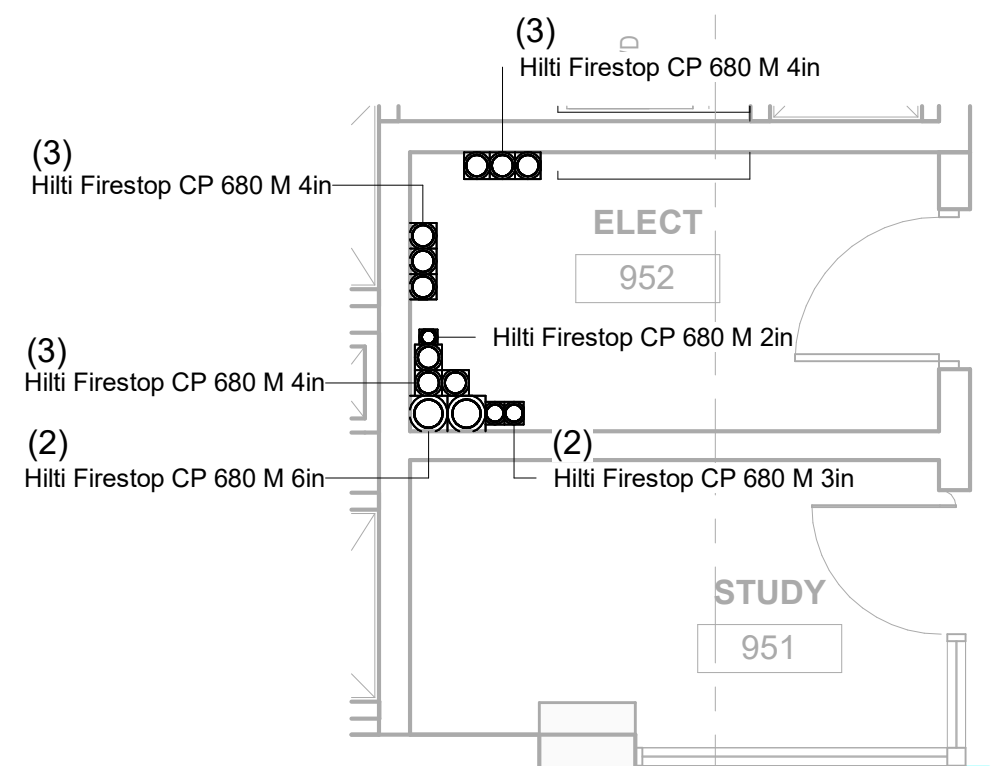 (3)
Hilti Firestop CP 680 M 4in
(3)
Hilti Firestop CP 680 M 4in
ELECT
952
Hilti Firestop CP 680 M 2in
(3)
Hilti Firestop CP 680 M 4in
(2)
Hilti Firestop CP 680 M 6in
(2)
Hilti Firestop CP 680 M 3in
STUDY
951